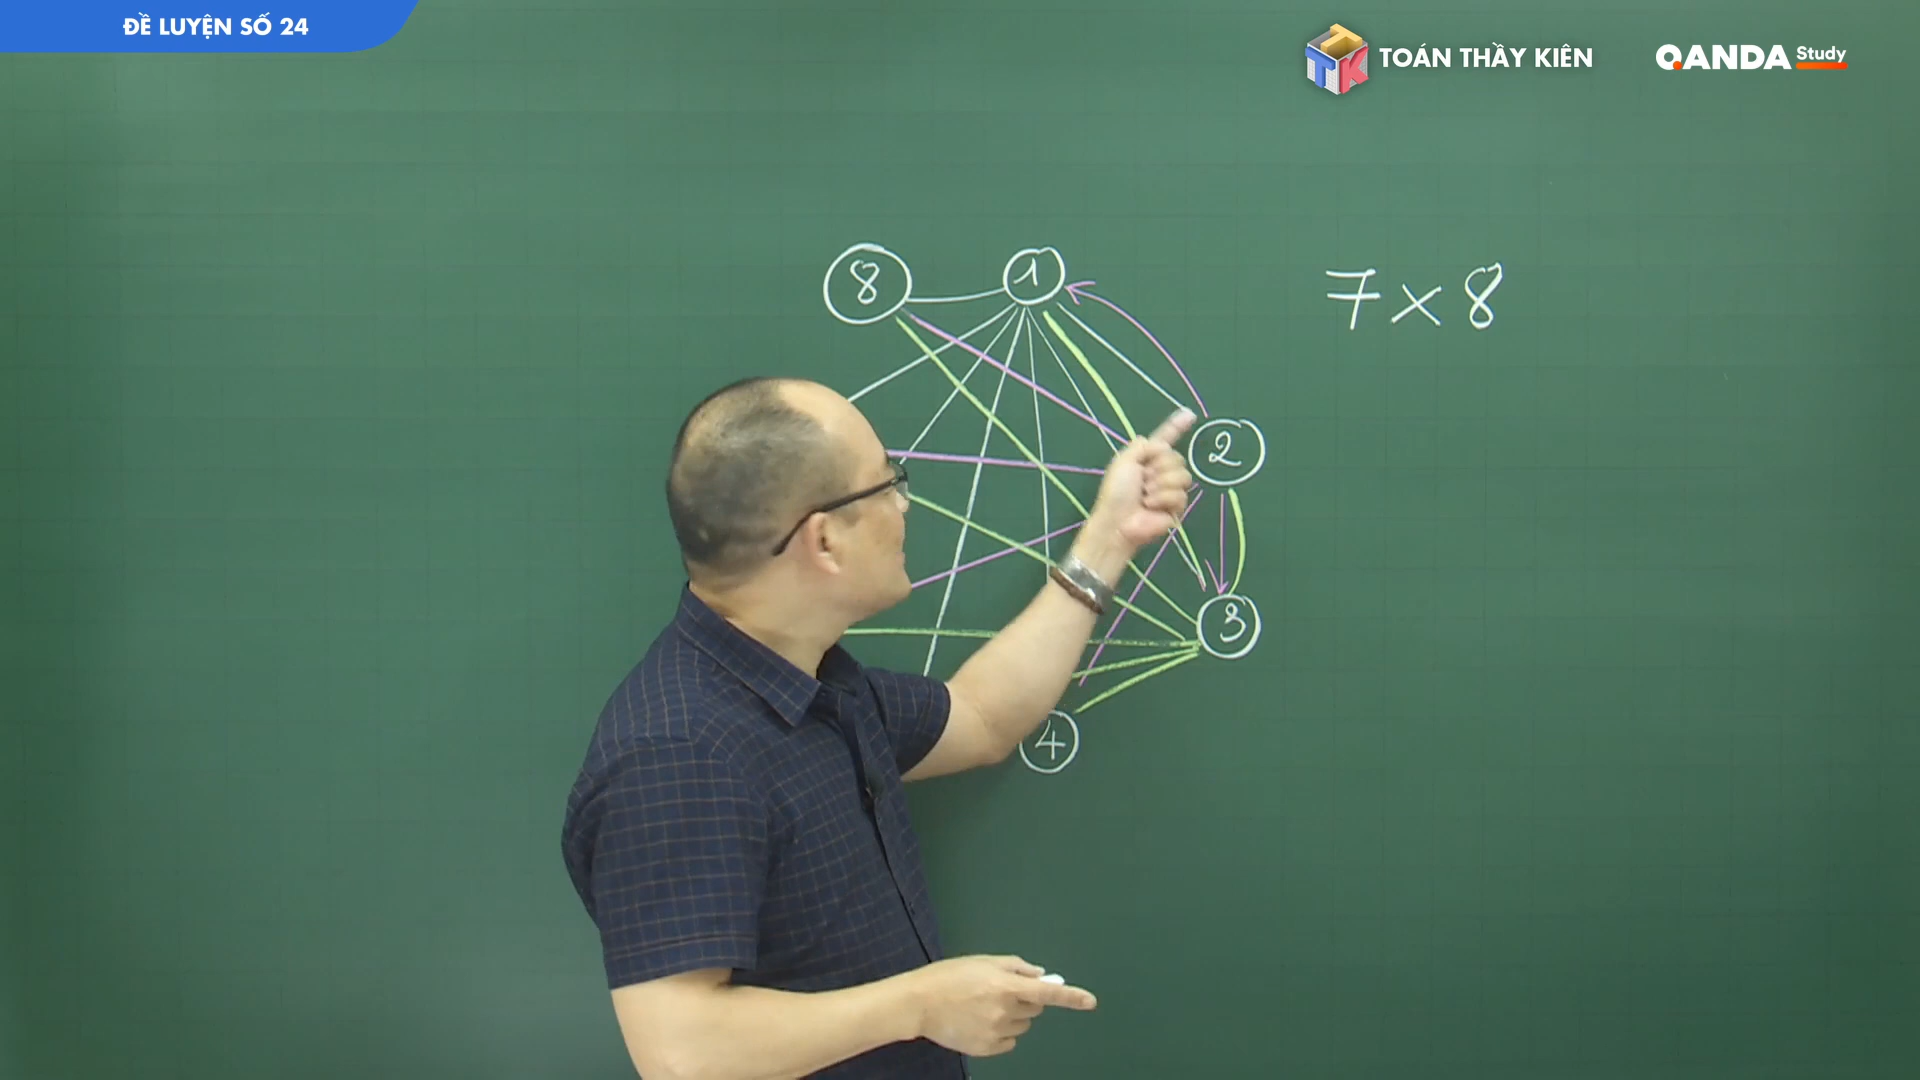 ĐỀ LUYỆN SỐ 24
TOÁN THẦY KIÊN
QANDA Study
8
1
7 × 8
2
3
4